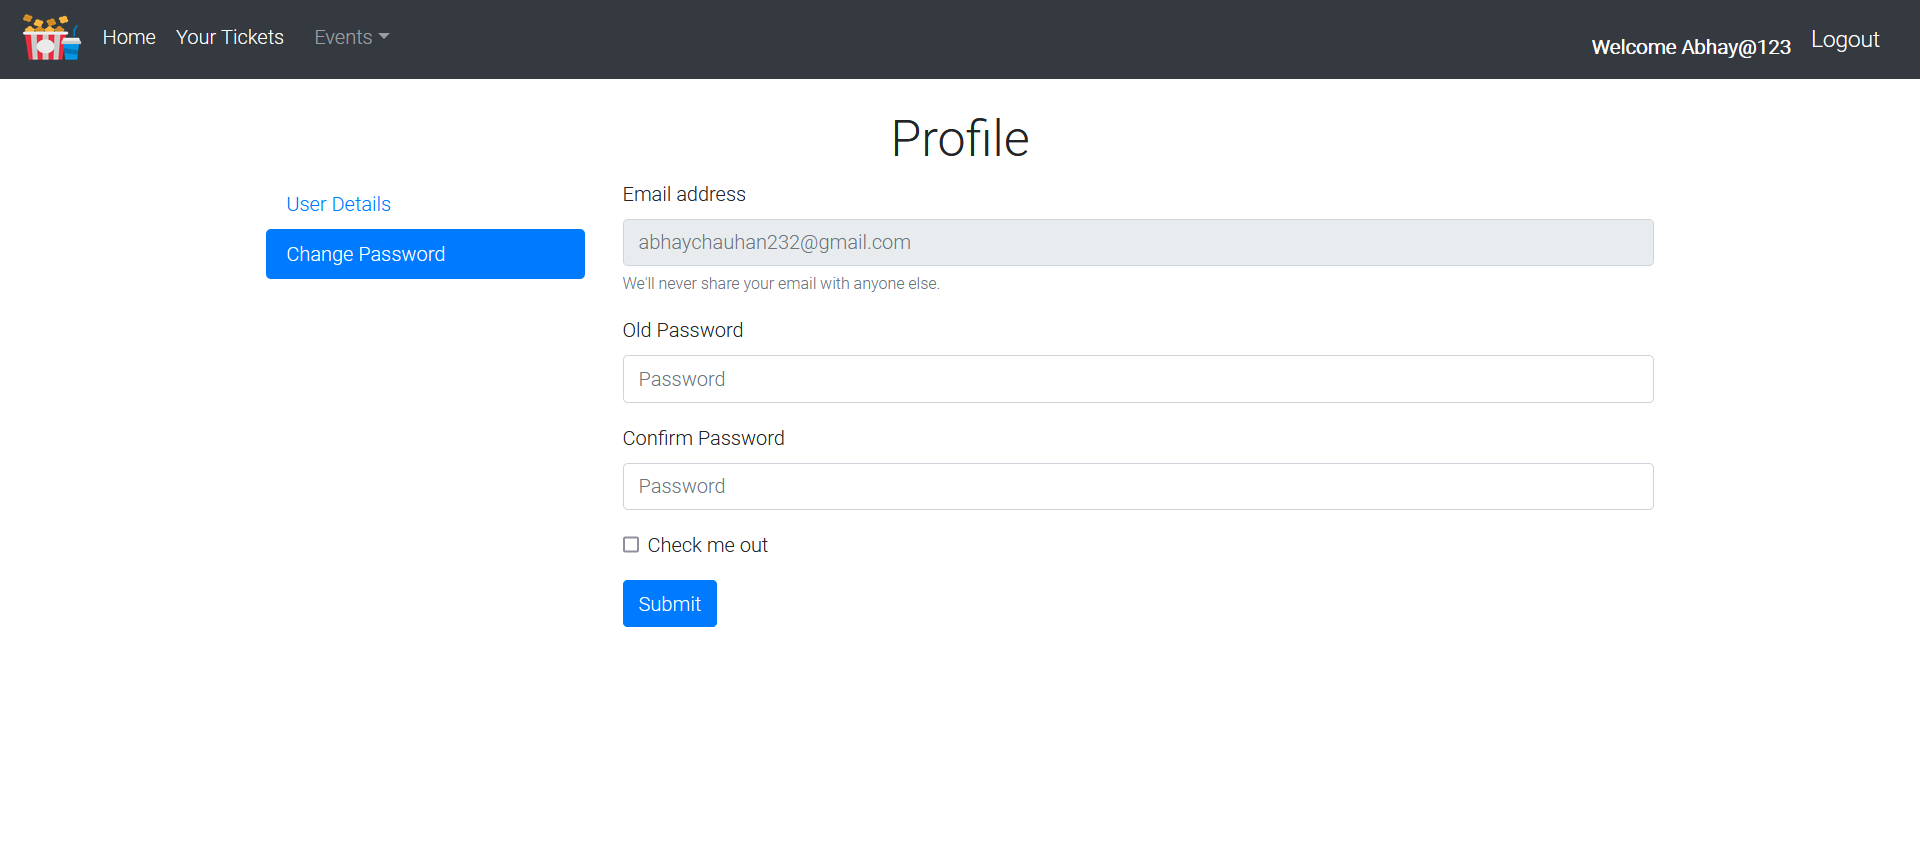 Home Your Tickets Events Welcome Abhay@123 Logout
Profile
User Details
Change Password
Email address
abhaychauhan232@gmail.com
We'll never share your email with anyone else.
Old Password
Password
Confirm Password
Password
Check me out
Submit